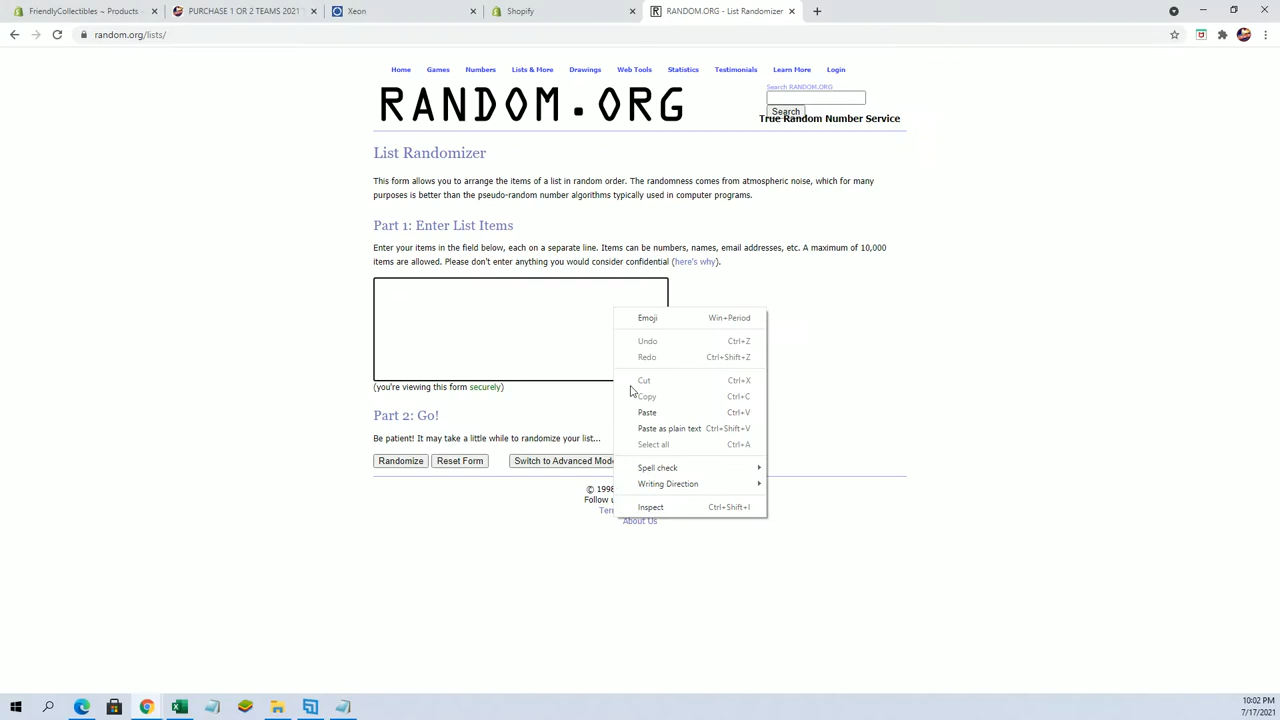 FriendlyCollectibles ~ Products -
PURCHASE 1 OR 2 TEAMS 2021
Xeon
Shopify
RANDOM.ORG - List Randomizer
random.org/lists/
Home Games Numbers Lists & More Drawings Web Tools Statistics Testimonials Learn More Login
Search RANDOM.ORG
RANDOM.ORG
Search
True Random Number Service
List Randomizer
This form allows you to arrange the items of a list in random order. The randomness comes from atmospheric noise, which for many
purposes is better than the pseudo-random number algorithms typically used in computer programs.
Part 1: Enter List Items
Enter your items in the field below, each on a separate line. Items can be numbers, names, email addresses, etc. A maximum of 10,000
items are allowed. Please don't enter anything you would consider confidential (here's why).
(you're viewing this form securely)
Part 2: Go!
Be patient! It may take a little while to randomize your list...
Randomize Reset Form Switch to Advanced Mode
© 1998
Follow
About Us
Emoji Win+Period
Undo Ctrl+Z
Redo Ctrl+Shift+Z
Cut Ctrl+X
Copy Ctrl+C
Paste Ctrl+V
Paste as plain text Ctrl+Shift+V
Select all Ctrl+A
Spell check
Writing Direction
Inspect Ctrl+Shift+I
10:02 PM
7/17/2021